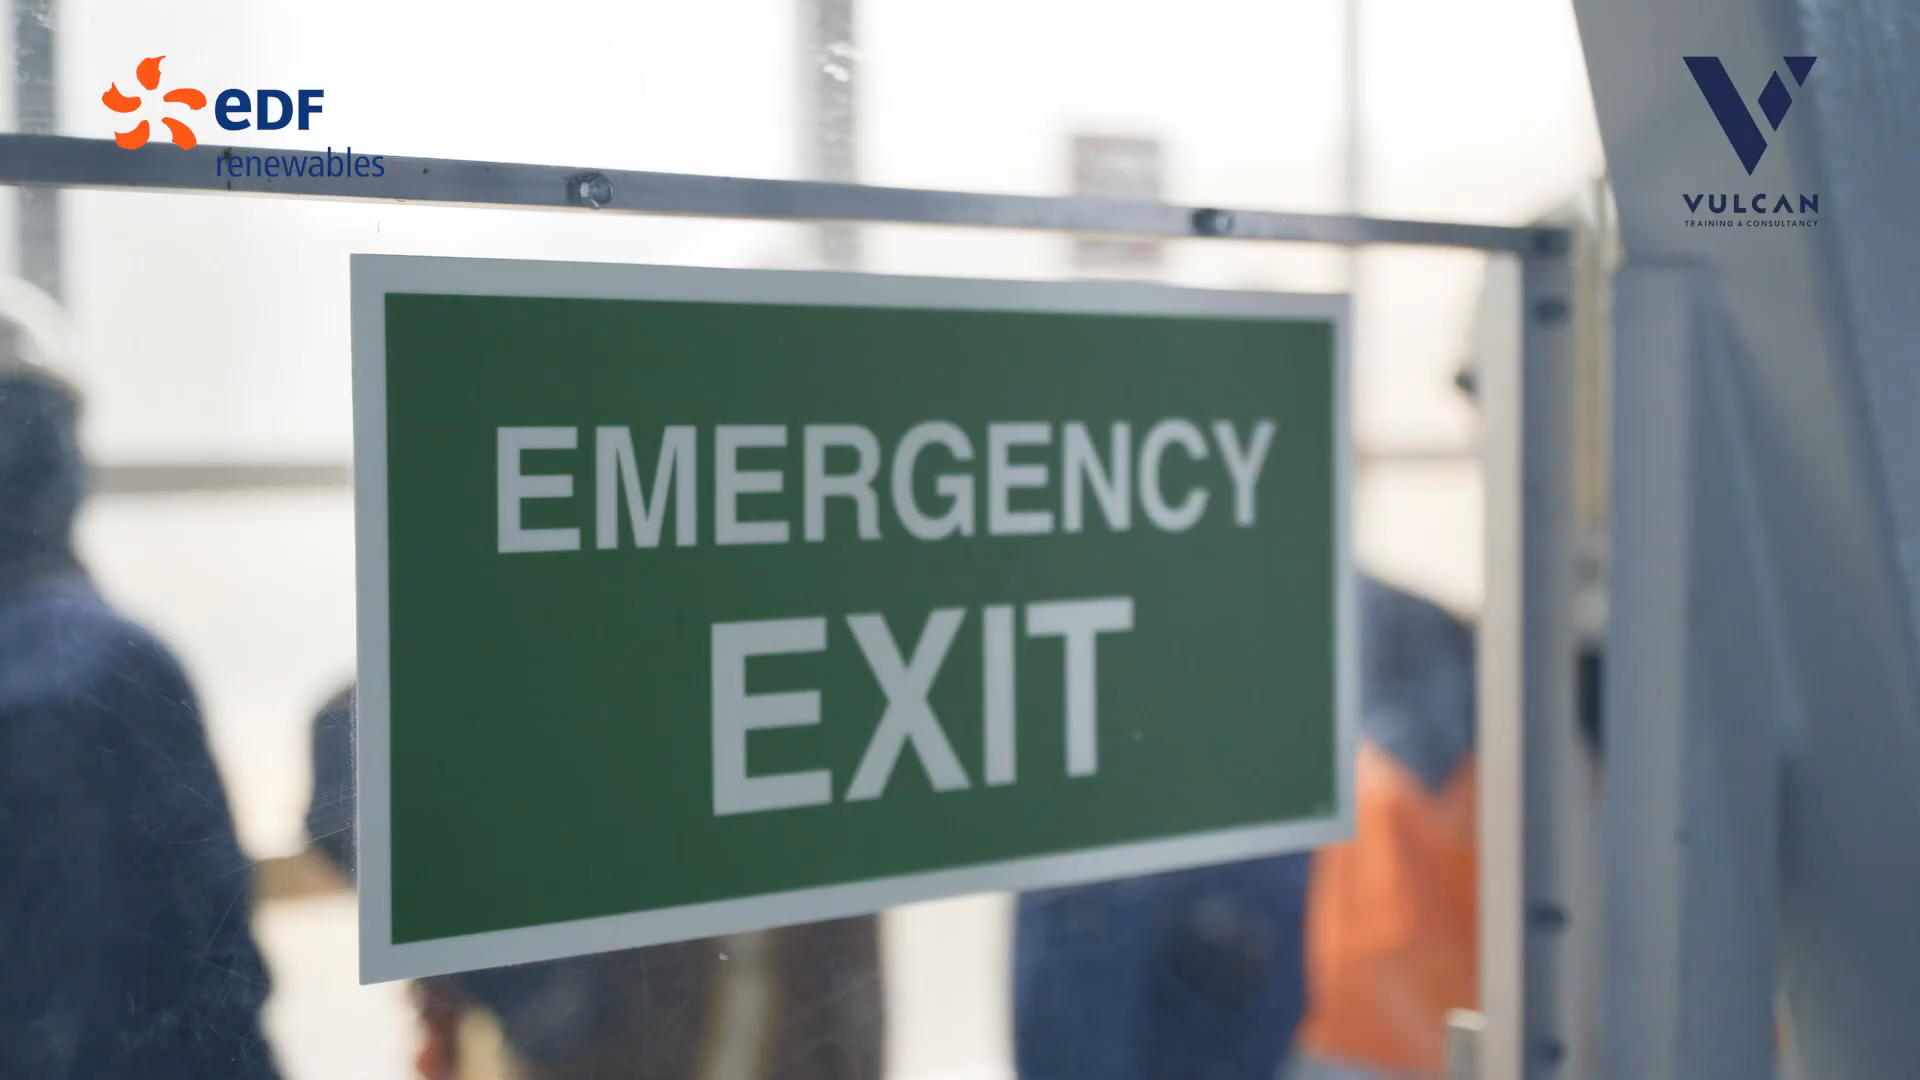 eDF
renewables
VULCAN
TRAINING & CONSULTANCY
EMERGENCY
EXIT